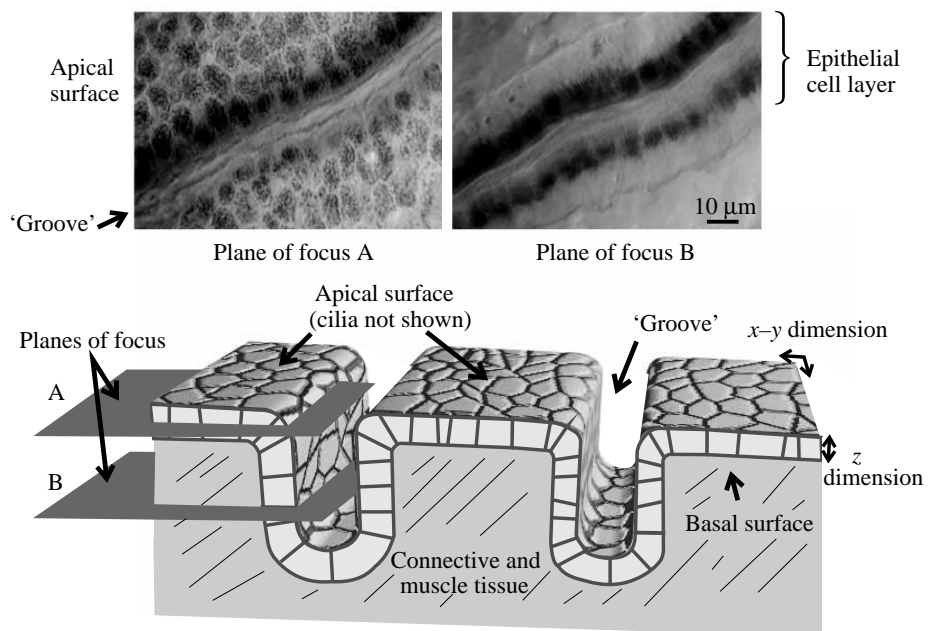 Apical
surface
‘Groove’
Epithelial
cell layer
10 μm
Plane of focus A
Plane of focus B
Apical surface
(cilia not shown)
‘Groove’
x–y dimension
Planes of focus
A
B
z
dimension
Basal surface
Connective and
muscle tissue